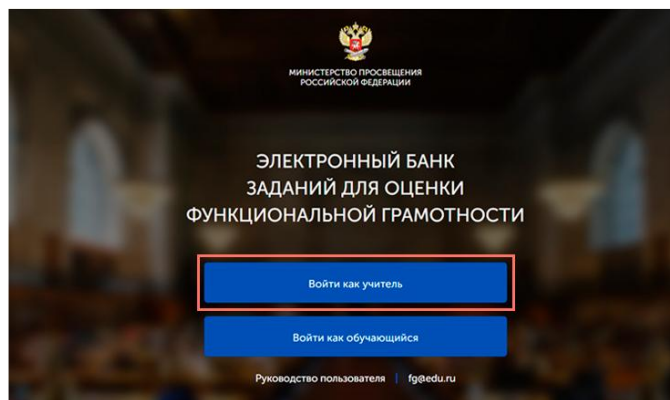 МИНИСТЕРСТВО ПРОСВЕЩЕНИЯ
РОССИЙСКОЙ ФЕДЕРАЦИИ
ЭЛЕКТРОННЫЙ БАНК
ЗАДАНИЙ ДЛЯ ОЦЕНКИ
ФУНКЦИОНАЛЬНОЙ ГРАМОТНОСТИ
Войти как учитель
Войти как обучающийся
Руководство пользователя | fg@edu.ru